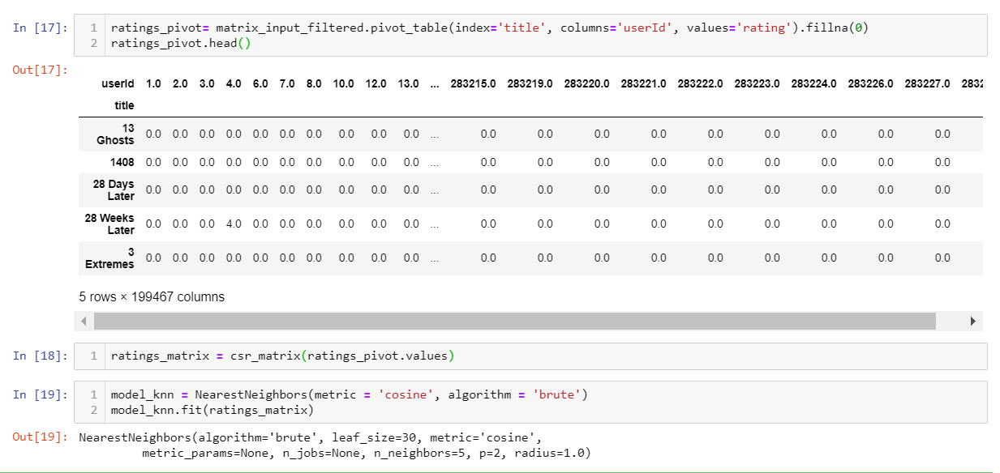 In [17]:
1 ratings_pivot= matrix_input_filtered.pivot_table(index='title', columns='userId', values='rating').fillna(0)
2 ratings_pivot.head()
Out[17]:
userId 1.0 2.0 3.0 4.0 6.0 7.0 8.0 10.0 12.0 13.0 ... 283215.0 283219.0 283220.0 283221.0 283222.0 283223.0 283224.0 283226.0 283227.0
title
13 Ghosts 0.0 0.0 0.0 0.0 0.0 0.0 0.0 0.0 0.0 0.0 ... 0.0 0.0 0.0 0.0 0.0 0.0 0.0 0.0 0.0
1408 0.0 0.0 0.0 0.0 0.0 0.0 0.0 0.0 0.0 0.0 ... 0.0 0.0 0.0 0.0 0.0 0.0 0.0 0.0 0.0
28 Days Later 0.0 0.0 0.0 0.0 0.0 0.0 0.0 0.0 0.0 0.0 ... 0.0 0.0 0.0 0.0 0.0 0.0 0.0 0.0 0.0
28 Weeks Later 0.0 0.0 0.0 4.0 0.0 0.0 0.0 0.0 0.0 0.0 ... 0.0 0.0 0.0 0.0 0.0 0.0 0.0 0.0 0.0
3 Extremes 0.0 0.0 0.0 0.0 0.0 0.0 0.0 0.0 0.0 0.0 ... 0.0 0.0 0.0 0.0 0.0 0.0 0.0 0.0 0.0
5 rows × 199467 columns
In [18]:
1 ratings_matrix = csr_matrix(ratings_pivot.values)
In [19]:
1 model_knn = NearestNeighbors(metric = 'cosine', algorithm = 'brute')
2 model_knn.fit(ratings_matrix)
Out[19]:
NearestNeighbors(algorithm='brute', leaf_size=30, metric='cosine',
metric_params=None, n_jobs=None, n_neighbors=5, p=2, radius=1.0)